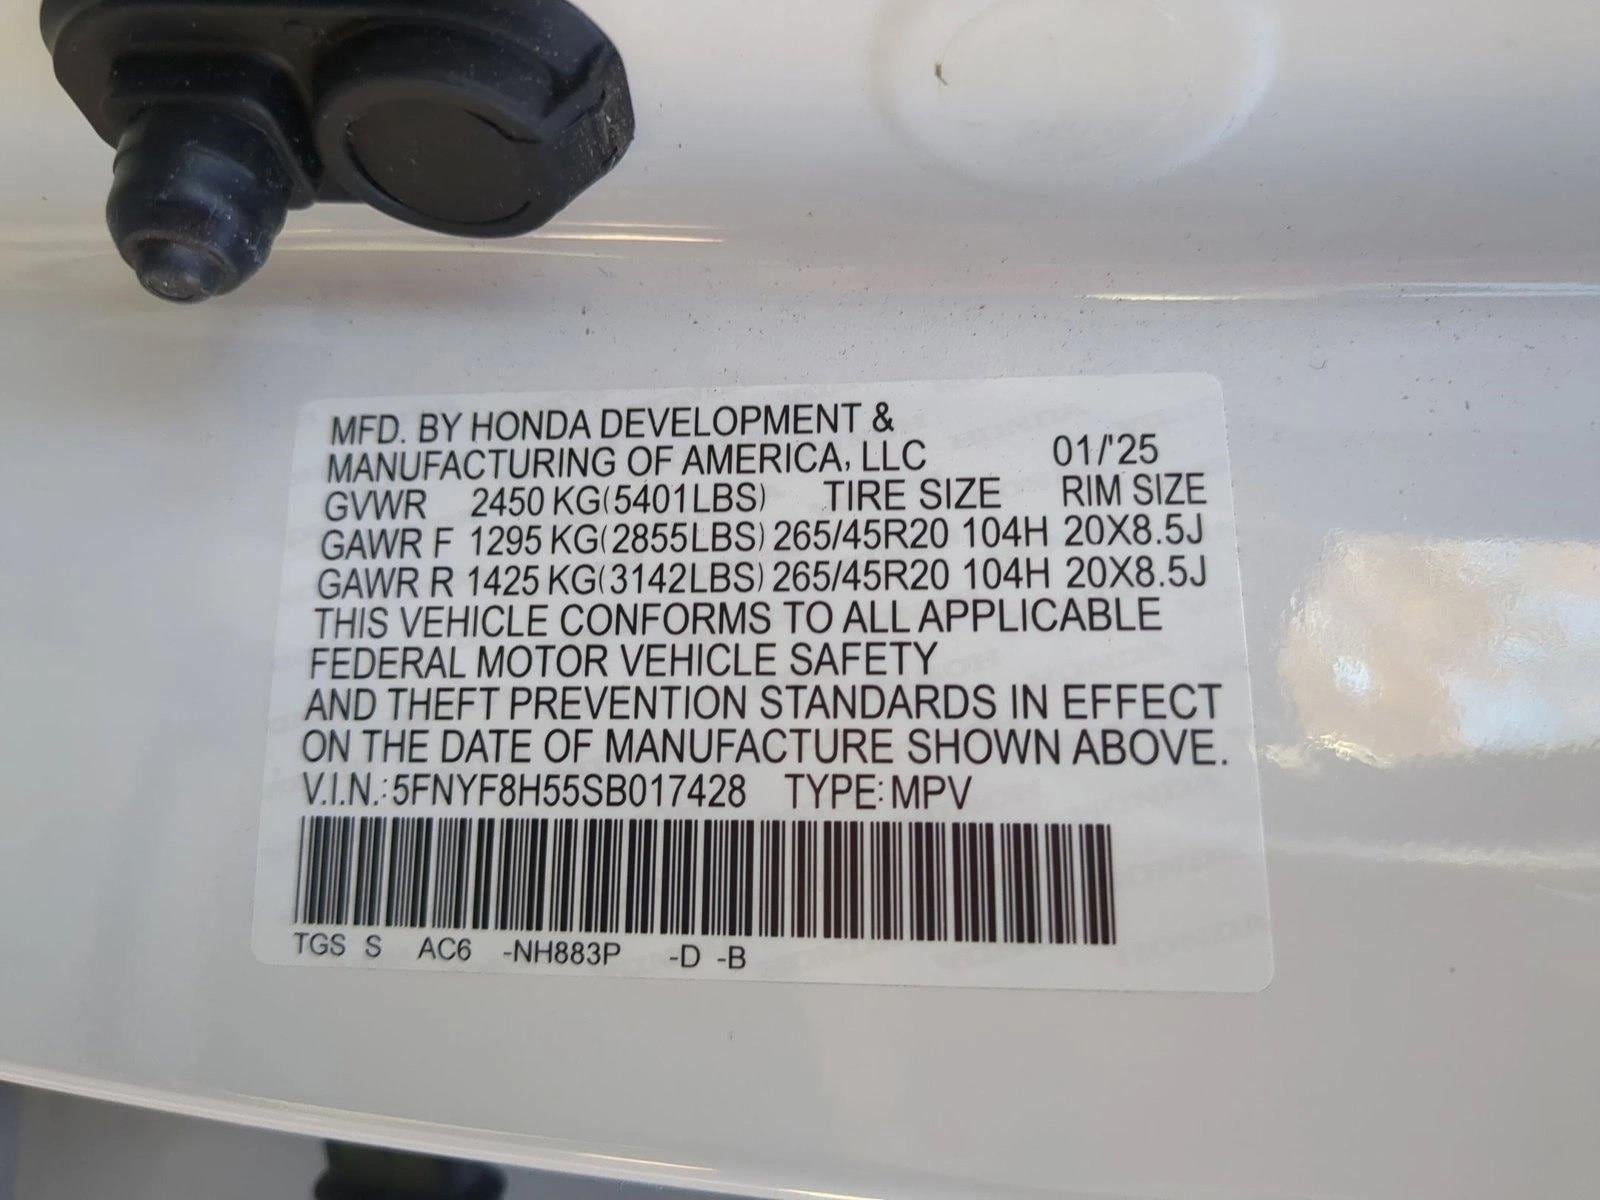 MFD. BY HONDA DEVELOPMENT &
MANUFACTURING OF AMERICA, LLC 01/'25
GVWR 2450 KG(5401LBS) TIRE SIZE RIM SIZE
GAWR F 1295 KG(2855LBS) 265/45R20 104H 20X8.5J
GAWR R 1425 KG(3142LBS) 265/45R20 104H 20X8.5J
THIS VEHICLE CONFORMS TO ALL APPLICABLE
FEDERAL MOTOR VEHICLE SAFETY
AND THEFT PREVENTION STANDARDS IN EFFECT
ON THE DATE OF MANUFACTURE SHOWN ABOVE.
V.I.N.:5FNYF8H55SB017428 TYPE:MPV
TGS S AC6 -NH883P -D -B